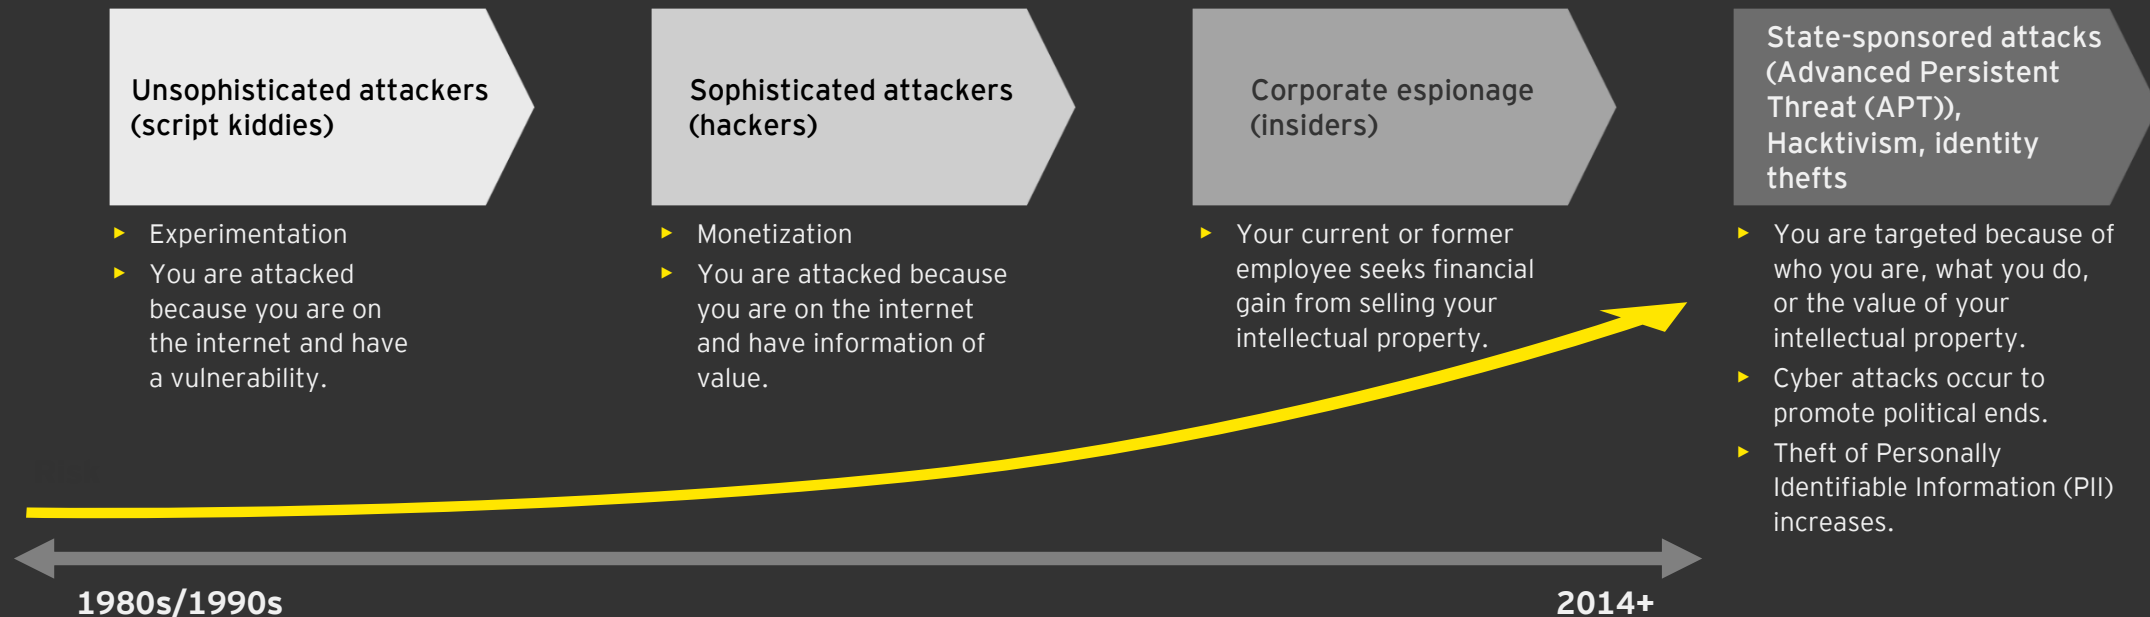 Unsophisticated attackers
(script kiddies)
► Experimentation
► You are attacked
because you are on
the internet and have
a vulnerability.
Sophisticated attackers
(hackers)
► Monetization
► You are attacked because
you are on the internet
and have information of
value.
Corporate espionage
(insiders)
► Your current or former
employee seeks financial
gain from selling your
intellectual property.
State-sponsored attacks
(Advanced Persistent
Threat (APT)),
Hacktivism, identity
thefts
► You are targeted because of
who you are, what you do,
or the value of your
intellectual property.
► Cyber attacks occur to
promote political ends.
► Theft of Personally
Identifiable Information (PII)
increases.
1980s/1990s
2014+